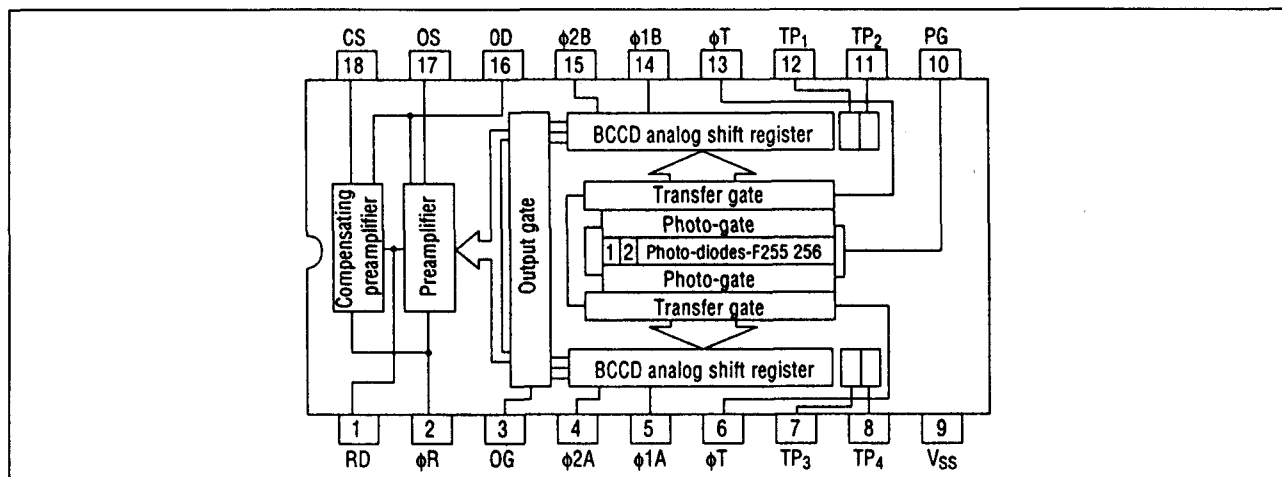 CS OS OD ϕ2B ϕ1B ϕT TP₁ TP₂ PG
18 17 16 15 14 13 12 11 10
BCCD analog shift register
Transfer gate
Photo-gate
1 2 Photo-diodes-F255 256
Photo-gate
Transfer gate
BCCD analog shift register
Compensating
preamplifier
Preamplifier
Output gate
1 2 3 4 5 6 7 8 9
RD ϕR OG ϕ2A ϕ1A ϕT TP₃ TP₄ VSS